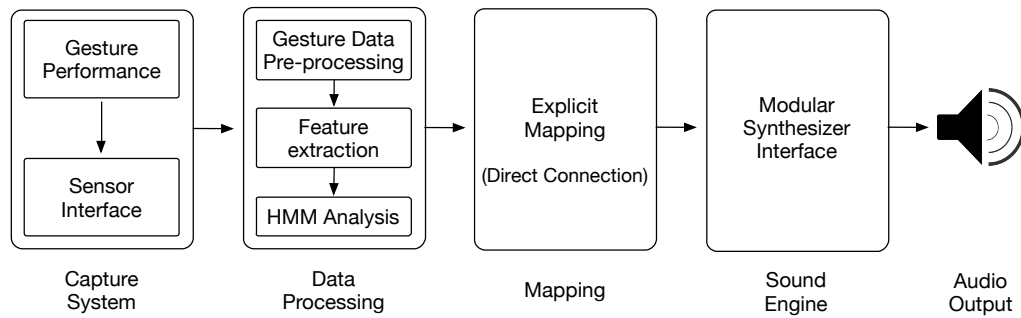 Gesture
Performance
Sensor
Interface
Capture
System
Gesture Data
Pre-processing
Feature
extraction
HMM Analysis
Data
Processing
Explicit
Mapping
(Direct Connection)
Mapping
Modular
Synthesizer
Interface
Sound
Engine
Audio
Output